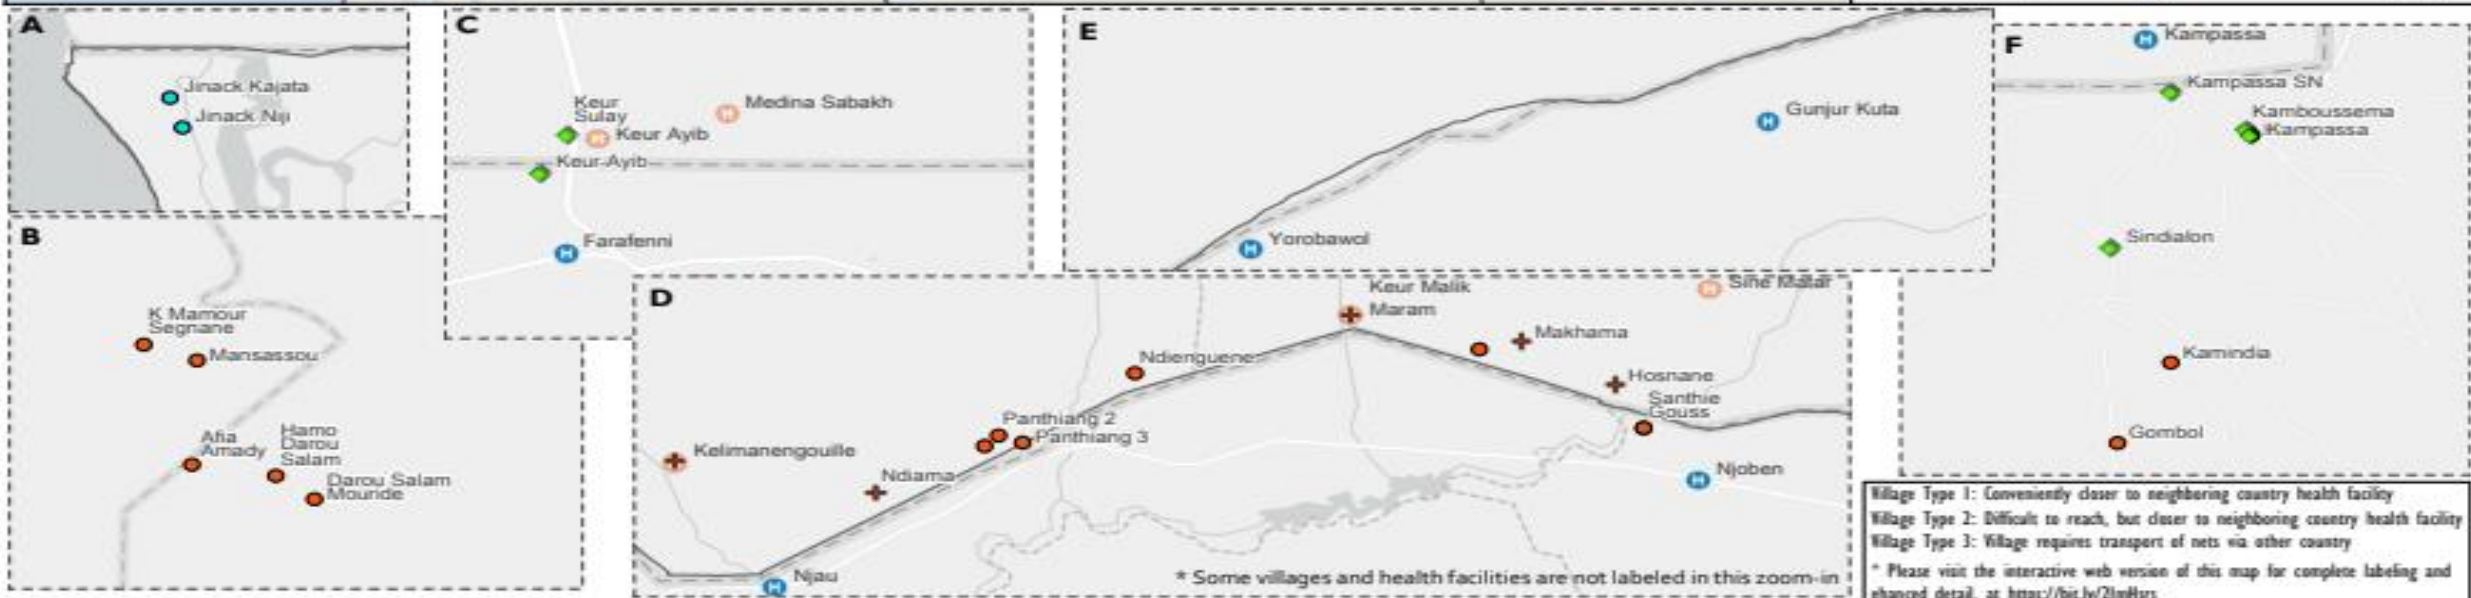 A
Jinack Kajata
Jinack Niji
B
K Mamour
Segnane
Mansassou
Afia
Amady
Hamo
Darou
Salam
Darou Salam
Mouride
C
Keur
Sulay
Keur Ayib
Medina Sabakh
Keur-Ayib
Farafenni
D
Keur Malik
Maram
Sine Matar
Makhama
Ndienguene
Hosnane
Santhie
Gouss
Panthiang 2
Panthiang 3
Kelimanengouille
Ndiama
Njoben
Njau
* Some villages and health facilities are not labeled in this zoom-in
E
Gunjur Kuta
Yorobawol
F
Kampassa
Kampassa SN
Kamboussema
Kampassa
Sindialon
Kamindia
Gombol
Village Type 1: Conveniently closer to neighboring country health facility
Village Type 2: Difficult to reach, but closer to neighboring country health facility
Village Type 3: Village requires transport of nets via other country
* Please visit the interactive web version of this map for complete labeling and
ehanced detail, at